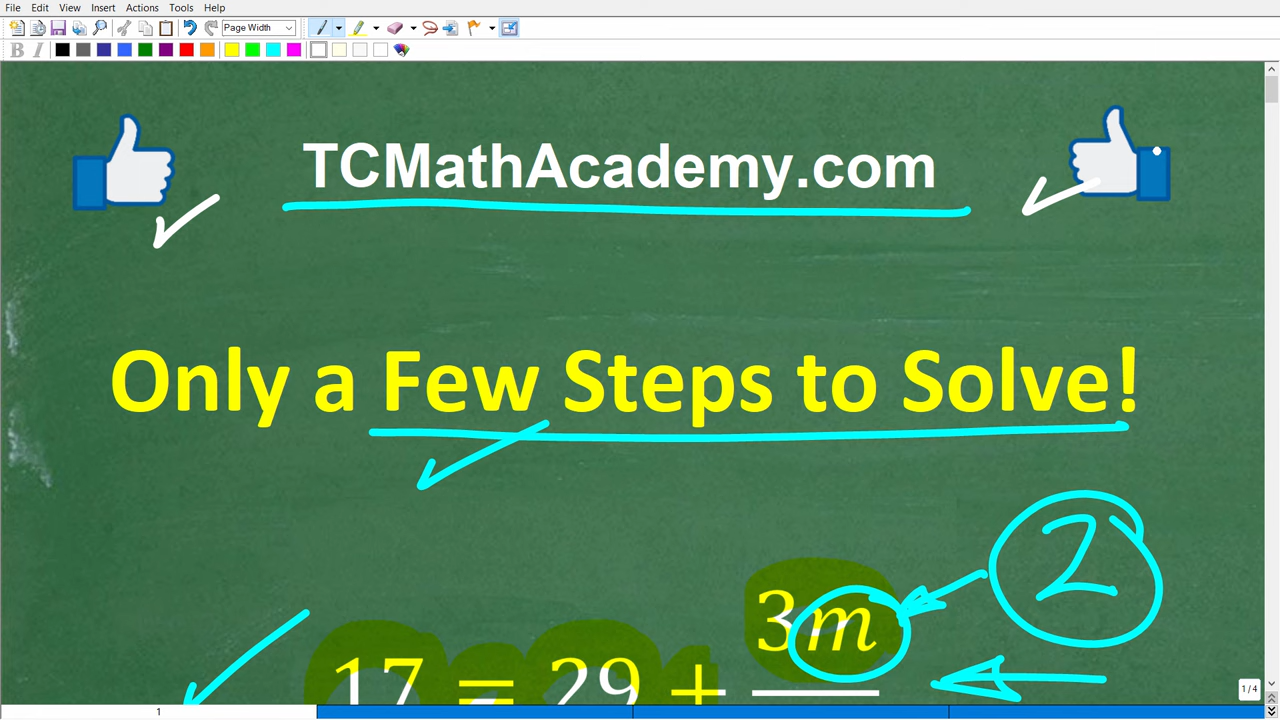 File Edit View Insert Actions Tools Help
Page Width
B I
TCMathAcademy.com
Only a Few Steps to Solve!
2
3m
17 = 29 +
1/4
1